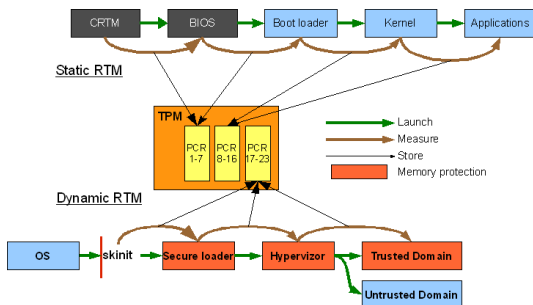 CRTM
BIOS
Boot loader
Kernel
Applications
Static RTM
TPM
PCR
1-7
PCR
8-16
PCR
17-23
Launch
Measure
Store
Memory protection
Dynamic RTM
OS
skinit
Secure loader
Hypervizor
Trusted Domain
Untrusted Domain